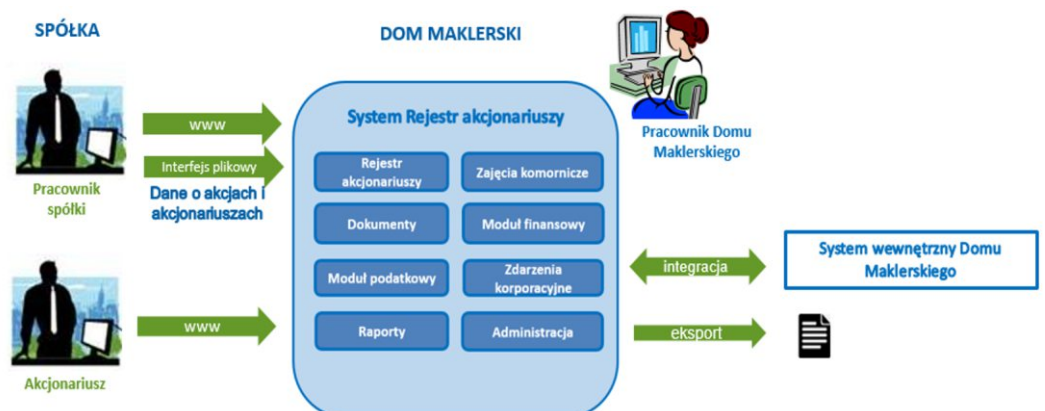 SPÓŁKA
DOM MAKLERSKI
www
Interfejs plikowy
Dane o akcjach i
akcjonariuszach
Pracownik
spółki
www
Akcjonariusz
System Rejestr akcjonariuszy
Rejestr
akcjonariuszy
Zajęcia komornicze
Dokumenty
Moduł finansowy
Moduł podatkowy
Zdarzenia
korporacyjne
Raporty
Administracja
Pracownik Domu
Maklerskiego
integracja
System wewnętrzny Domu
Maklerskiego
eksport